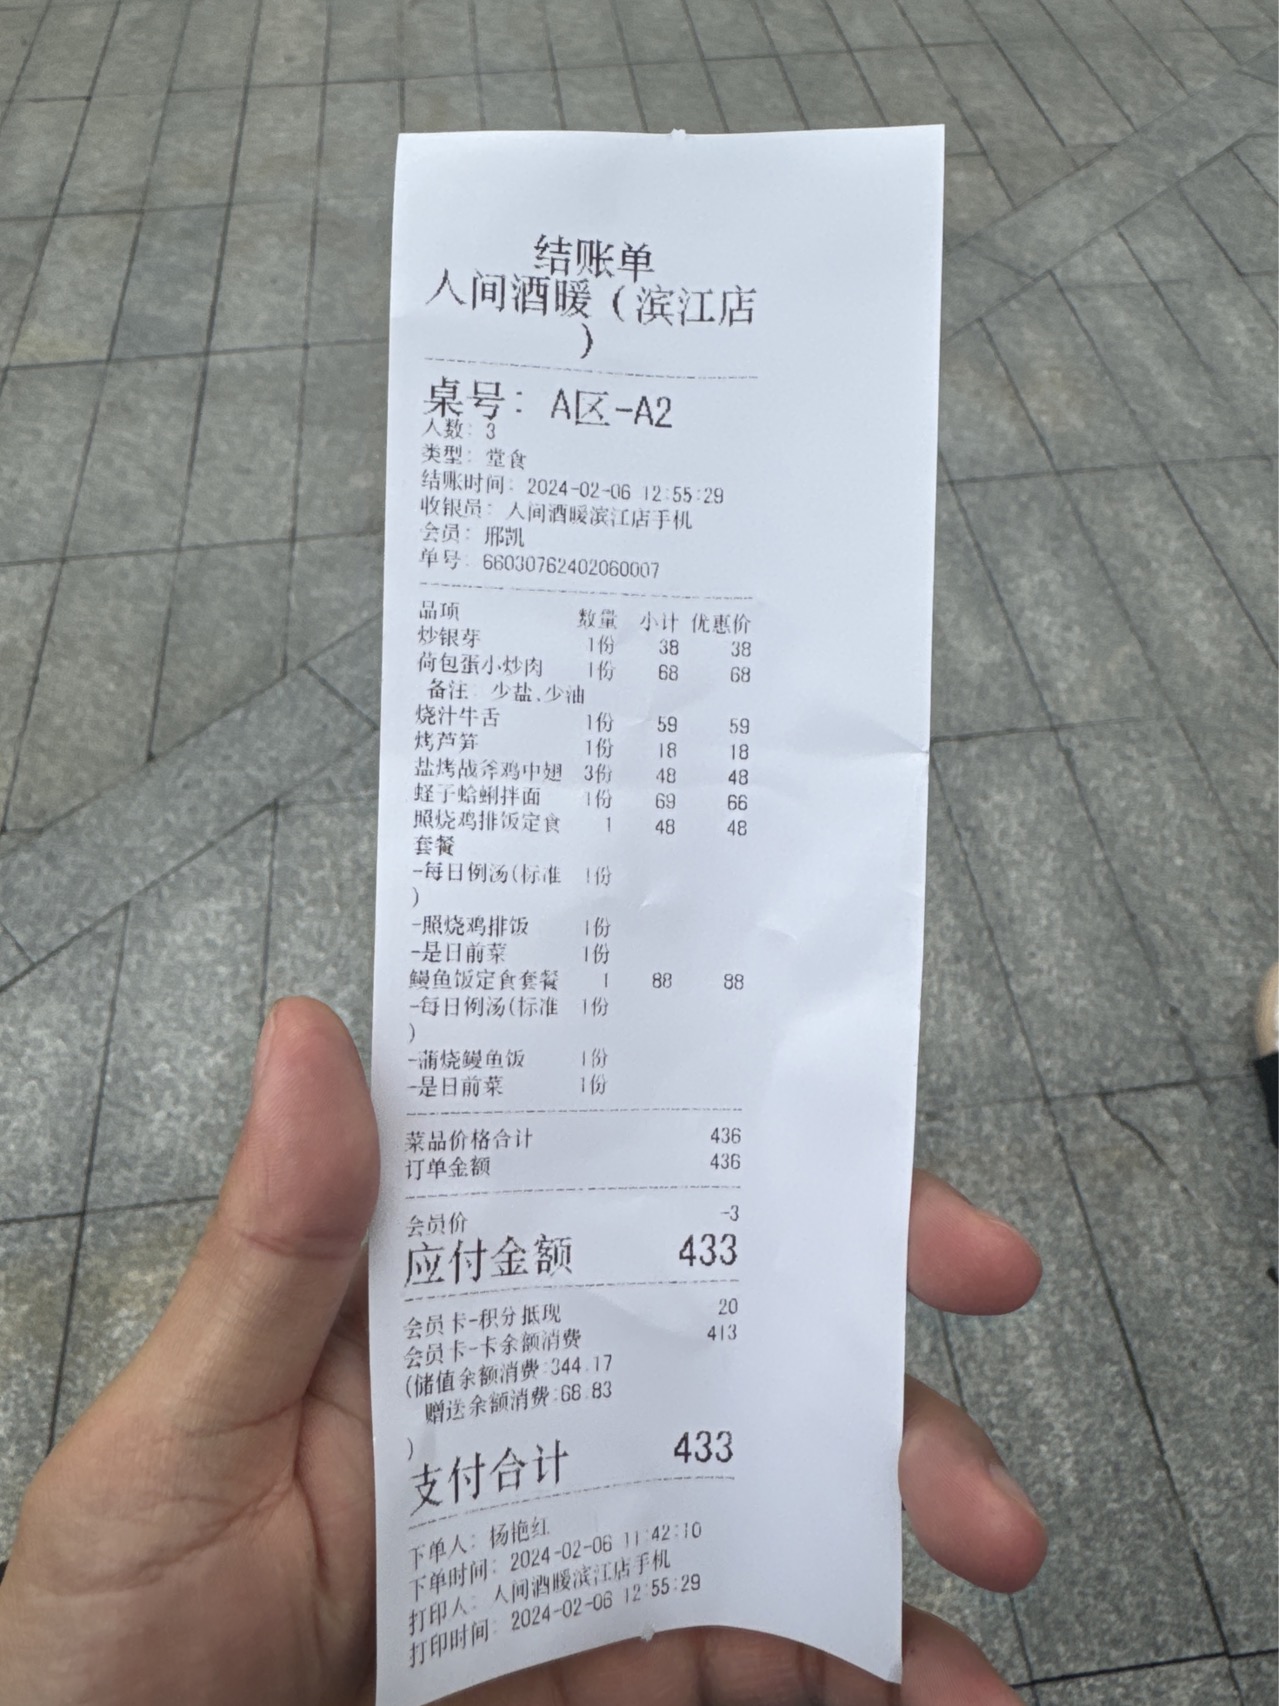 结账单
人间酒暖（滨江店
）
桌号：A区-A2
人数：3
类型：堂食
结账时间：2024-02-06 12:55:29
收银员：人间酒暖滨江店手机
会员：邢凯
单号：66030762402060007
品项 数量 小计 优惠价
炒银芽 1份 38 38
荷包蛋小炒肉 1份 68 68
备注：少盐、少油
烧汁牛舌 1份 59 59
烤芦笋 1份 18 18
盐烤战斧鸡中翅 3份 48 48
蛏子蛤蜊拌面 1份 69 66
照烧鸡排饭定食 1 48 48
套餐
-每日例汤(标准 1份
)
-照烧鸡排饭 1份
-是日前菜 1份
鳗鱼饭定食套餐 1 88 88
-每日例汤(标准 1份
)
-蒲烧鳗鱼饭 1份
-是日前菜 1份
菜品价格合计 436
订单金额 436
会员价 -3
应付金额 433
会员卡-积分抵现 20
会员卡-卡余额消费 413
(储值余额消费:344.17
赠送余额消费:68.83
)
支付合计 433
下单人：杨艳红
下单时间：2024-02-06 11:42:10
打印人：人间酒暖滨江店手机
打印时间：2024-02-06 12:55:29